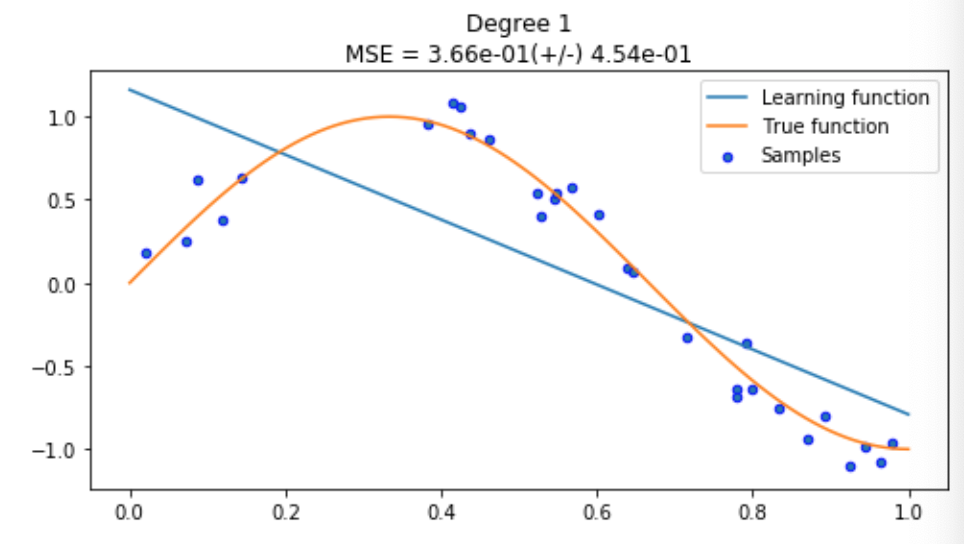 Degree 1
MSE = 3.66e-01(+/-) 4.54e-01
Learning function
True function
Samples
1.0
0.5
0.0
−0.5
−1.0
0.0 0.2 0.4 0.6 0.8 1.0